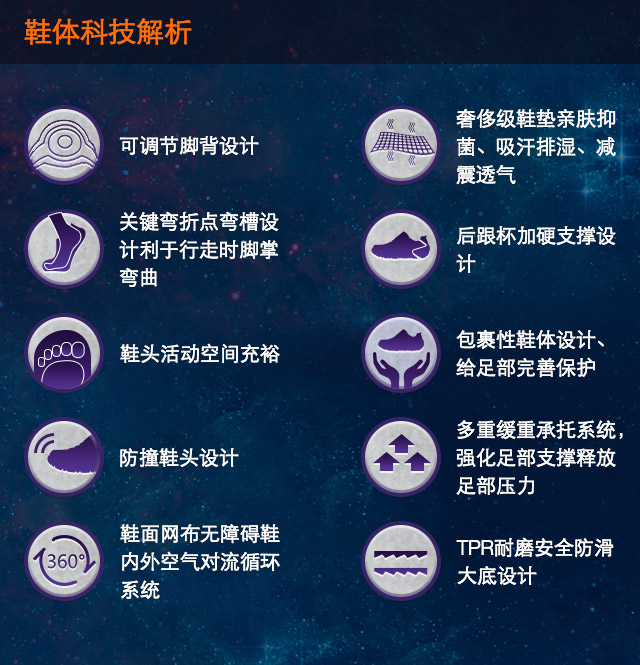 鞋体科技解析
可调节脚背设计
关键弯折点弯槽设
计利于行走时脚掌
弯曲
鞋头活动空间充裕
防撞鞋头设计
360°
鞋面网布无障碍鞋
内外空气对流循环
系统
奢侈级鞋垫亲肤抑
菌、吸汗排湿、减
震透气
后跟杯加硬支撑设
计
包裹性鞋体设计、
给足部完善保护
多重缓重承托系统，
强化足部支撑释放
足部压力
TPR耐磨安全防滑
大底设计